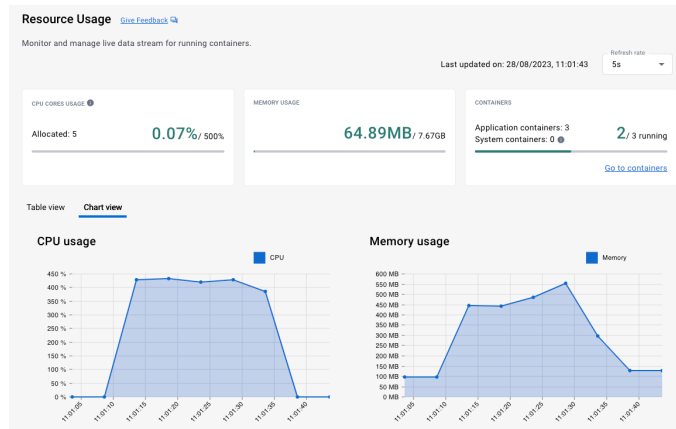 Resource Usage Give Feedback
Monitor and manage live data stream for running containers.
Last updated on: 28/08/2023, 11:01:43
Refresh rate
5s
CPU CORES USAGE
Allocated: 5
0.07%/ 500%
MEMORY USAGE
64.89MB/ 7.67GB
CONTAINERS
Application containers: 3
System containers: 0
2/ 3 running
Go to containers
Table view Chart view
CPU usage
CPU
450 %
400 %
350 %
300 %
250 %
200 %
150 %
100 %
50 %
0 %
11:01:05
11:01:10
11:01:15
11:01:20
11:01:25
11:01:30
11:01:35
11:01:40
Memory usage
Memory
600 MB
550 MB
500 MB
450 MB
400 MB
350 MB
300 MB
250 MB
200 MB
150 MB
100 MB
50 MB
0 MB
11:01:05
11:01:10
11:01:15
11:01:20
11:01:25
11:01:30
11:01:35
11:01:40